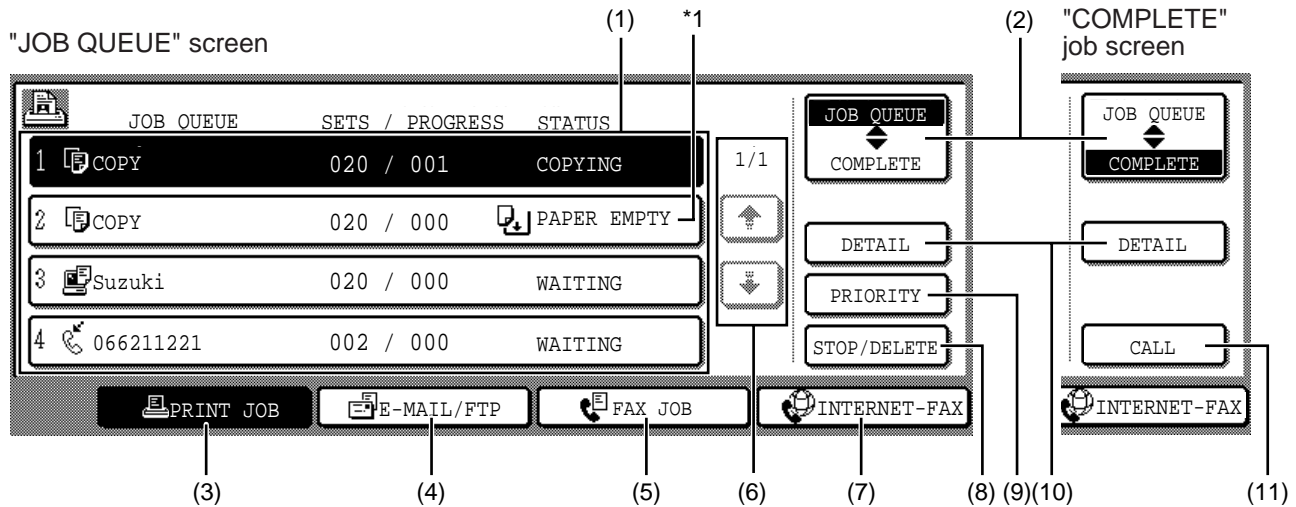 (1) *1 (2) "COMPLETE"
"JOB QUEUE" screen job screen
JOB QUEUE SETS / PROGRESS STATUS
1 COPY 020 / 001 COPYING
2 COPY 020 / 000 PAPER EMPTY
3 Suzuki 020 / 000 WAITING
4 066211221 002 / 000 WAITING
1/1
JOB QUEUE
COMPLETE
DETAIL
PRIORITY
STOP/DELETE
JOB QUEUE
COMPLETE
DETAIL
CALL
PRINT JOB E-MAIL/FTP FAX JOB INTERNET-FAX INTERNET-FAX
(3) (4) (5) (6) (7) (8) (9)(10) (11)